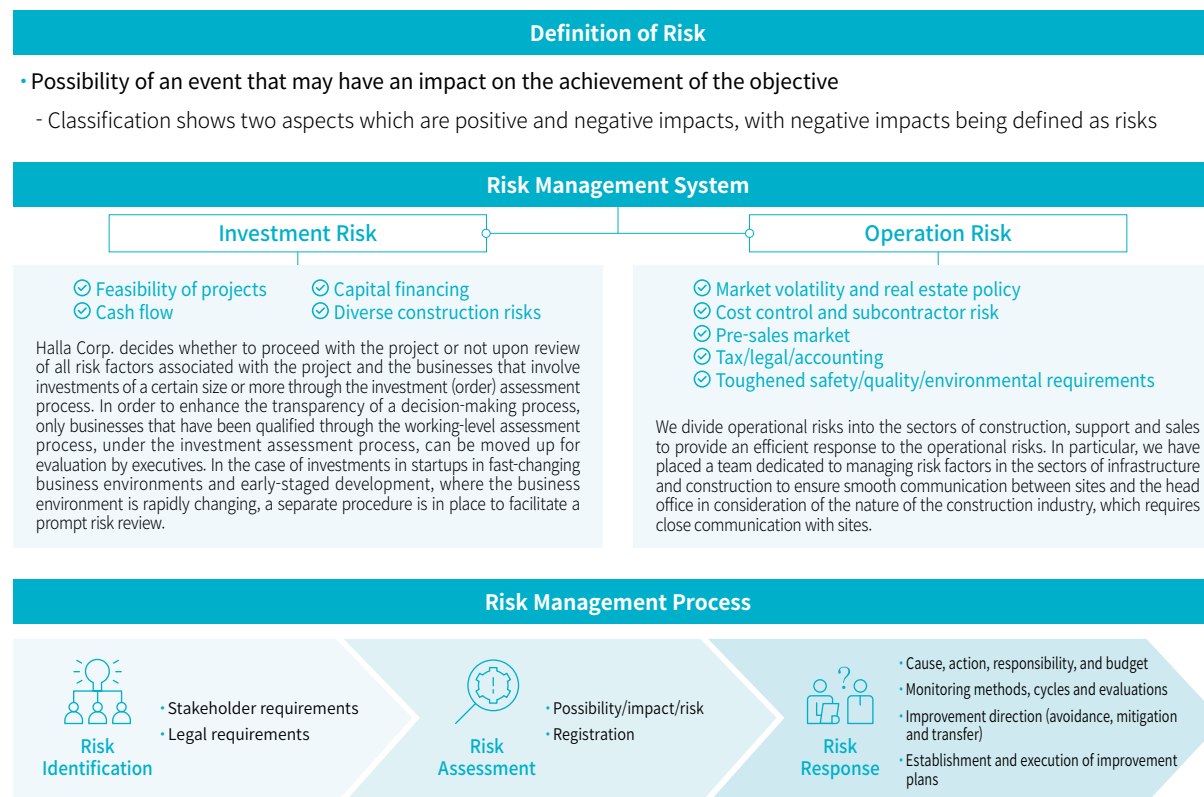 Definition of Risk
• Possibility of an event that may have an impact on the achievement of the objective
- Classification shows two aspects which are positive and negative impacts, with negative impacts being defined as risks
Risk Management System
Investment Risk
Feasibility of projects
Capital financing
Cash flow
Diverse construction risks
Halla Corp. decides whether to proceed with the project or not upon review
of all risk factors associated with the project and the businesses that involve
investments of a certain size or more through the investment (order) assessment
process. In order to enhance the transparency of a decision-making process,
only businesses that have been qualified through the working-level assessment
process, under the investment assessment process, can be moved up for
evaluation by executives. In the case of investments in startups in fast-changing
business environments and early-staged development, where the business
environment is rapidly changing, a separate procedure is in place to facilitate a
prompt risk review.
Operation Risk
Market volatility and real estate policy
Cost control and subcontractor risk
Pre-sales market
Tax/legal/accounting
Toughened safety/quality/environmental requirements
We divide operational risks into the sectors of construction, support and sales
to provide an efficient response to the operational risks. In particular, we have
placed a team dedicated to managing risk factors in the sectors of infrastructure
and construction to ensure smooth communication between sites and the head
office in consideration of the nature of the construction industry, which requires
close communication with sites.
Risk Management Process
Risk
Identification
• Stakeholder requirements
• Legal requirements
Risk
Assessment
• Possibility/impact/risk
• Registration
?
Risk
Response
• Cause, action, responsibility, and budget
• Monitoring methods, cycles and evaluations
• Improvement direction (avoidance, mitigation
and transfer)
• Establishment and execution of improvement
plans